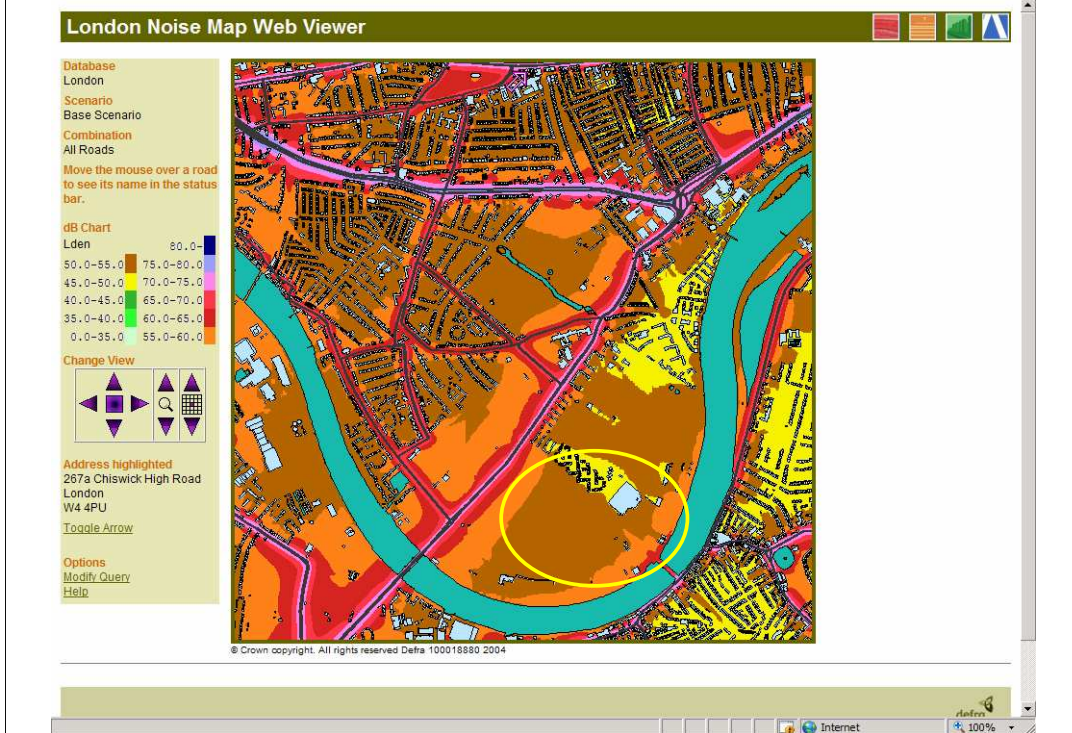 London Noise Map Web Viewer
Database
London
Scenario
Base Scenario
Combination
All Roads
Move the mouse over a road
to see its name in the status
bar.
dB Chart
Lden 80.0-
50.0-55.0 75.0-80.0
45.0-50.0 70.0-75.0
40.0-45.0 65.0-70.0
35.0-40.0 60.0-65.0
0.0-35.0 55.0-60.0
Change View
Address highlighted
267a Chiswick High Road
London
W4 4PU
Toggle Arrow
Options
Modify Query
Help
© Crown copyright. All rights reserved Defra 100018880 2004
defra
Internet 100%